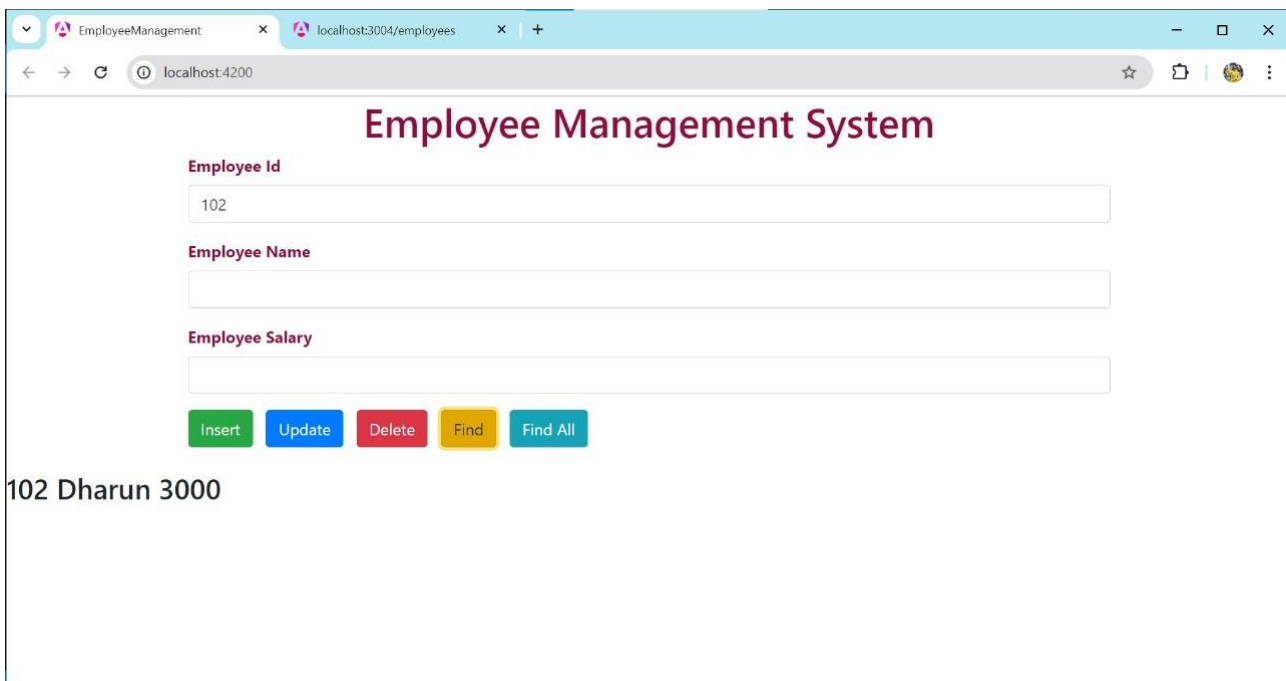 EmployeeManagement localhost:3004/employees
localhost:4200
Employee Management System
Employee Id
102
Employee Name
Employee Salary
Insert Update Delete Find Find All
102 Dharun 3000